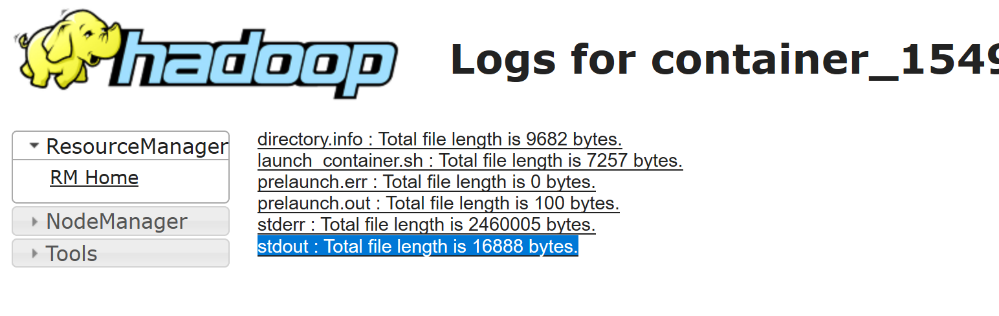 hadoop
Logs for container_1549
ResourceManager
RM Home
NodeManager
Tools
directory.info : Total file length is 9682 bytes.
launch_container.sh : Total file length is 7257 bytes.
prelaunch.err : Total file length is 0 bytes.
prelaunch.out : Total file length is 100 bytes.
stderr : Total file length is 2460005 bytes.
stdout : Total file length is 16888 bytes.